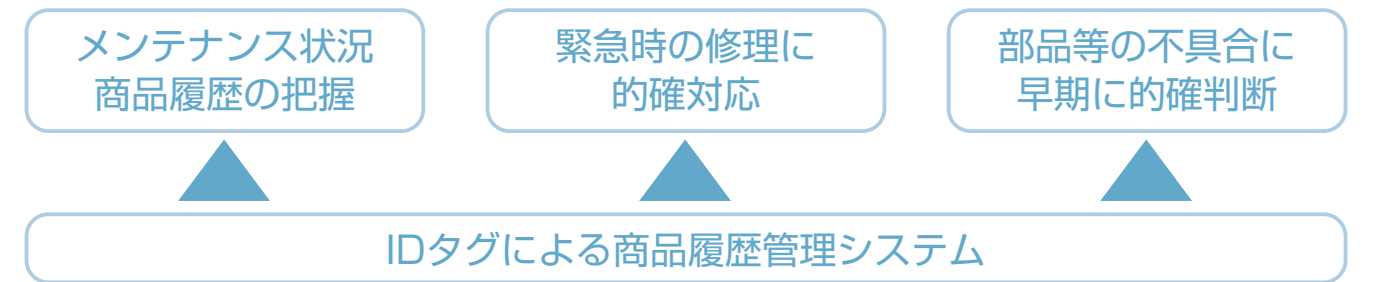 メンテナンス状況
商品履歴の把握
緊急時の修理に
的確対応
部品等の不具合に
早期に的確判断
IDタグによる商品履歴管理システム